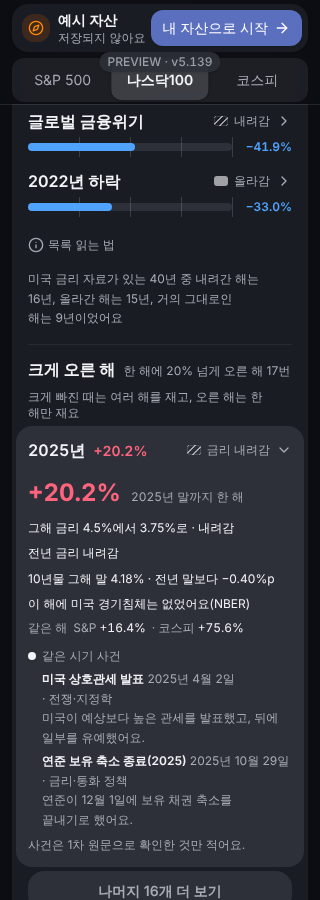 예시 자산
저장되지 않아요
내 자산으로 시작 →
PREVIEW · v5.139
S&P 500
나스닥100
코스피
글로벌 금융위기
내려감
−41.9%
2022년 하락
올라감
−33.0%
목록 읽는 법
미국 금리 자료가 있는 40년 중 내려간 해는
16년, 올라간 해는 15년, 거의 그대로인
해는 9년이었어요
크게 오른 해 한 해에 20% 넘게 오른 해 17번
크게 빠진 때는 여러 해를 재고, 오른 해는 한
해만 재요
2025년 +20.2% 금리 내려감
+20.2% 2025년 말까지 한 해
그해 금리 4.5%에서 3.75%로 · 내려감
전년 금리 내려감
10년물 그해 말 4.18% · 전년 말보다 −0.40%p
이 해에 미국 경기침체는 없었어요(NBER)
같은 해 S&P +16.4% · 코스피 +75.6%
같은 시기 사건
미국 상호관세 발표 2025년 4월 2일
· 전쟁·지정학
미국이 예상보다 높은 관세를 발표했고, 뒤에
일부를 유예했어요.
연준 보유 축소 종료(2025) 2025년 10월 29일
· 금리·통화 정책
연준이 12월 1일에 보유 채권 축소를
끝내기로 했어요.
사건은 1차 원문으로 확인한 것만 적어요.
나머지 16개 더 보기